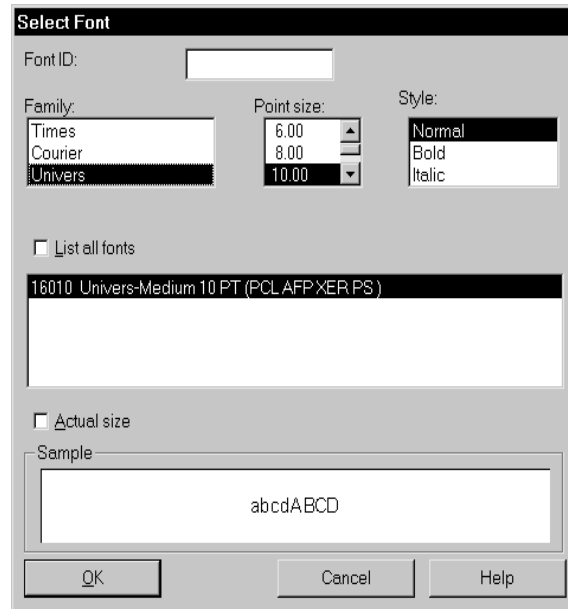 Select Font
Font ID:
Family:
Point size:
Style:
Times
Courier
Univers
6.00
8.00
10.00
Normal
Bold
Italic
List all fonts
16010 Univers-Medium 10 PT (PCL AFP XER PS )
Actual size
Sample
abcdABCD
OK
Cancel
Help